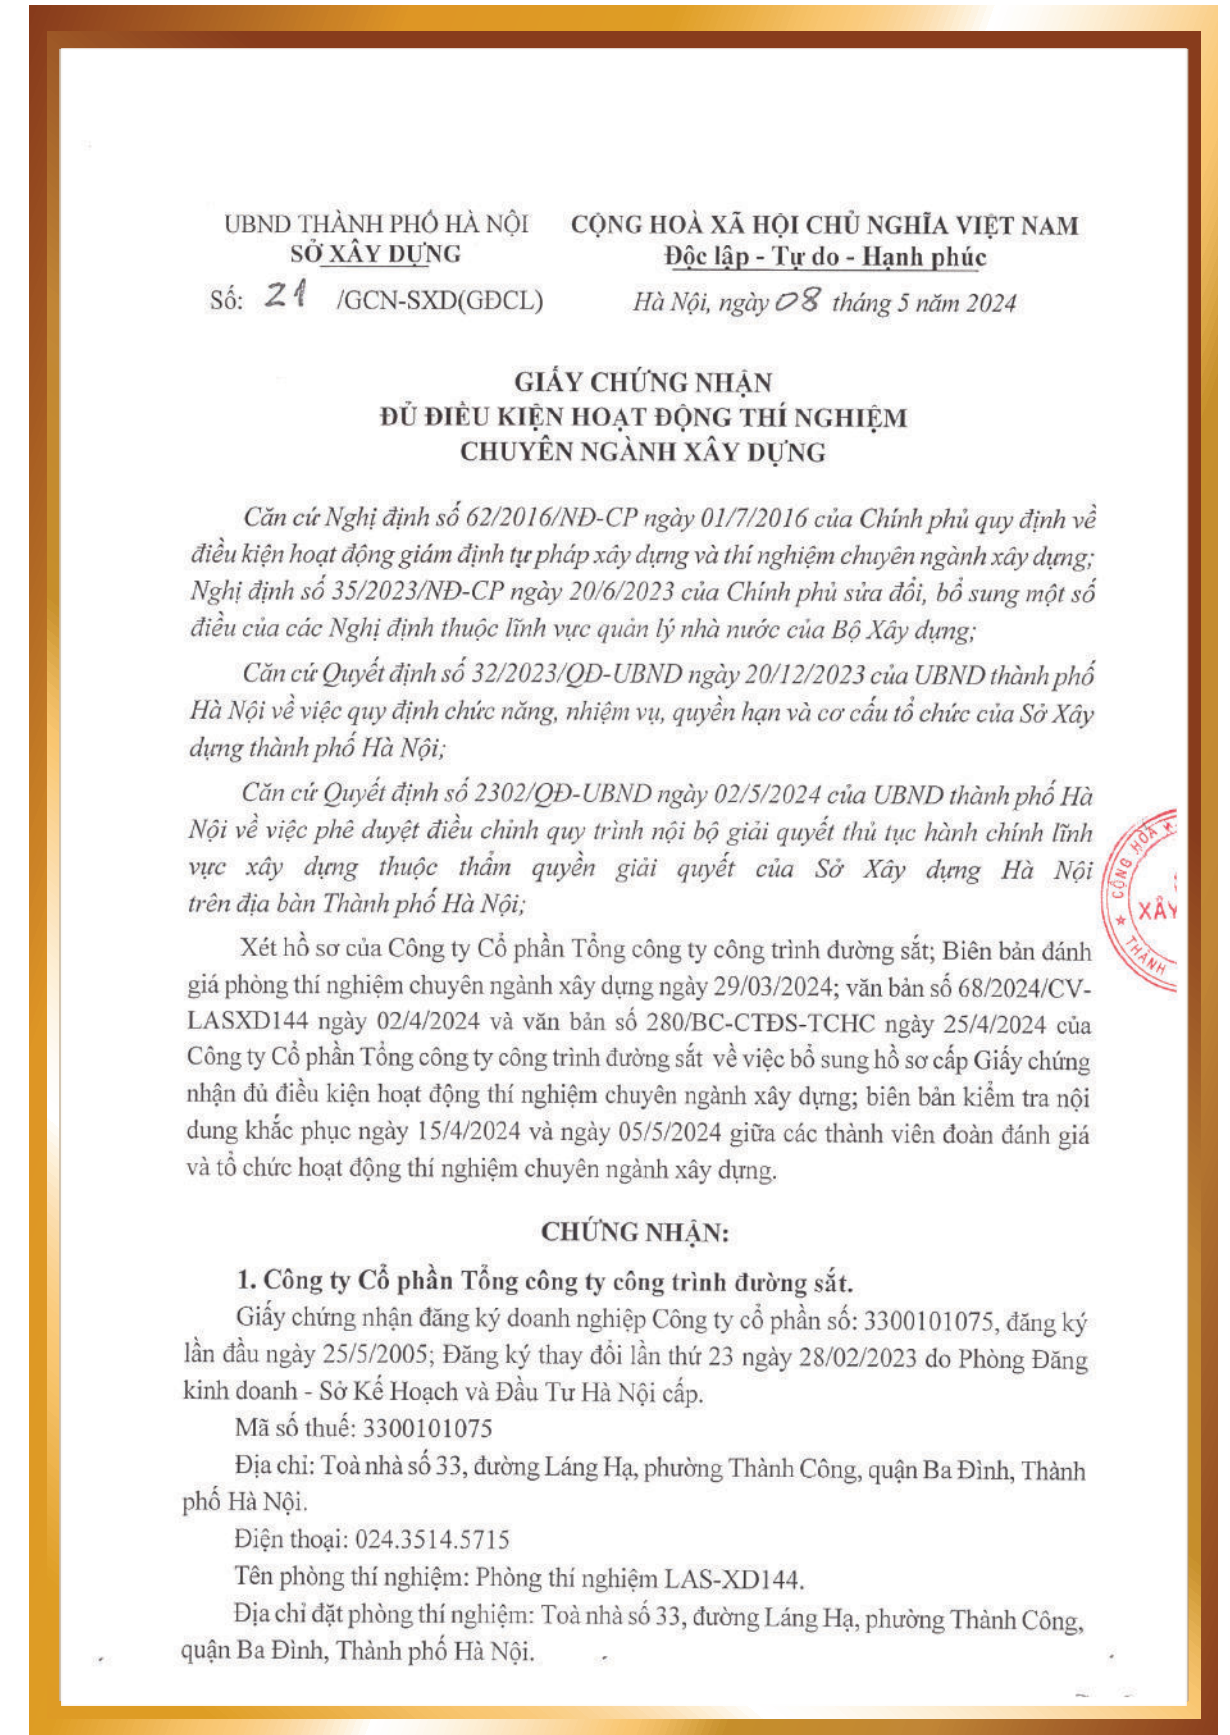 UBND THÀNH PHỐ HÀ NỘI
SỞ XÂY DỰNG
Số: 21 /GCN-SXD(GĐCL)
CỘNG HOÀ XÃ HỘI CHỦ NGHĨA VIỆT NAM
Độc lập - Tự do - Hạnh phúc
Hà Nội, ngày 08 tháng 5 năm 2024
GIẤY CHỨNG NHẬN
ĐỦ ĐIỀU KIỆN HOẠT ĐỘNG THÍ NGHIỆM
CHUYÊN NGÀNH XÂY DỰNG
Căn cứ Nghị định số 62/2016/NĐ-CP ngày 01/7/2016 của Chính phủ quy định về
điều kiện hoạt động giám định tự pháp xây dựng và thí nghiệm chuyên ngành xây dựng;
Nghị định số 35/2023/NĐ-CP ngày 20/6/2023 của Chính phủ sửa đổi, bổ sung một số
điều của các Nghị định thuộc lĩnh vực quản lý nhà nước của Bộ Xây dựng;
Căn cứ Quyết định số 32/2023/QĐ-UBND ngày 20/12/2023 của UBND thành phố
Hà Nội về việc quy định chức năng, nhiệm vụ, quyền hạn và cơ cấu tổ chức của Sở Xây
dựng thành phố Hà Nội;
Căn cứ Quyết định số 2302/QĐ-UBND ngày 02/5/2024 của UBND thành phố Hà
Nội về việc phê duyệt điều chỉnh quy trình nội bộ giải quyết thủ tục hành chính lĩnh
vực xây dựng thuộc thẩm quyền giải quyết của Sở Xây dựng Hà Nội
trên địa bàn Thành phố Hà Nội;
Xét hồ sơ của Công ty Cổ phần Tổng công ty công trình đường sắt; Biên bản đánh
giá phòng thí nghiệm chuyên ngành xây dựng ngày 29/03/2024; văn bản số 68/2024/CV-
LASXD144 ngày 02/4/2024 và văn bản số 280/BC-CTĐS-TCHC ngày 25/4/2024 của
Công ty Cổ phần Tổng công ty công trình đường sắt về việc bổ sung hồ sơ cấp Giấy chứng
nhận đủ điều kiện hoạt động thí nghiệm chuyên ngành xây dựng; biên bản kiểm tra nội
dung khắc phục ngày 15/4/2024 và ngày 05/5/2024 giữa các thành viên đoàn đánh giá
và tổ chức hoạt động thí nghiệm chuyên ngành xây dựng.
CỘNG HOÀ X
XÂY
★ THÀNH
CHỨNG NHẬN:
1. Công ty Cổ phần Tổng công ty công trình đường sắt.
Giấy chứng nhận đăng ký doanh nghiệp Công ty cổ phần số: 3300101075, đăng ký
lần đầu ngày 25/5/2005; Đăng ký thay đổi lần thứ 23 ngày 28/02/2023 do Phòng Đăng
kinh doanh - Sở Kế Hoạch và Đầu Tư Hà Nội cấp.
Mã số thuế: 3300101075
Địa chỉ: Toà nhà số 33, đường Láng Hạ, phường Thành Công, quận Ba Đình, Thành
phố Hà Nội.
Điện thoại: 024.3514.5715
Tên phòng thí nghiệm: Phòng thí nghiệm LAS-XD144.
Địa chỉ đặt phòng thí nghiệm: Toà nhà số 33, đường Láng Hạ, phường Thành Công,
quận Ba Đình, Thành phố Hà Nội.